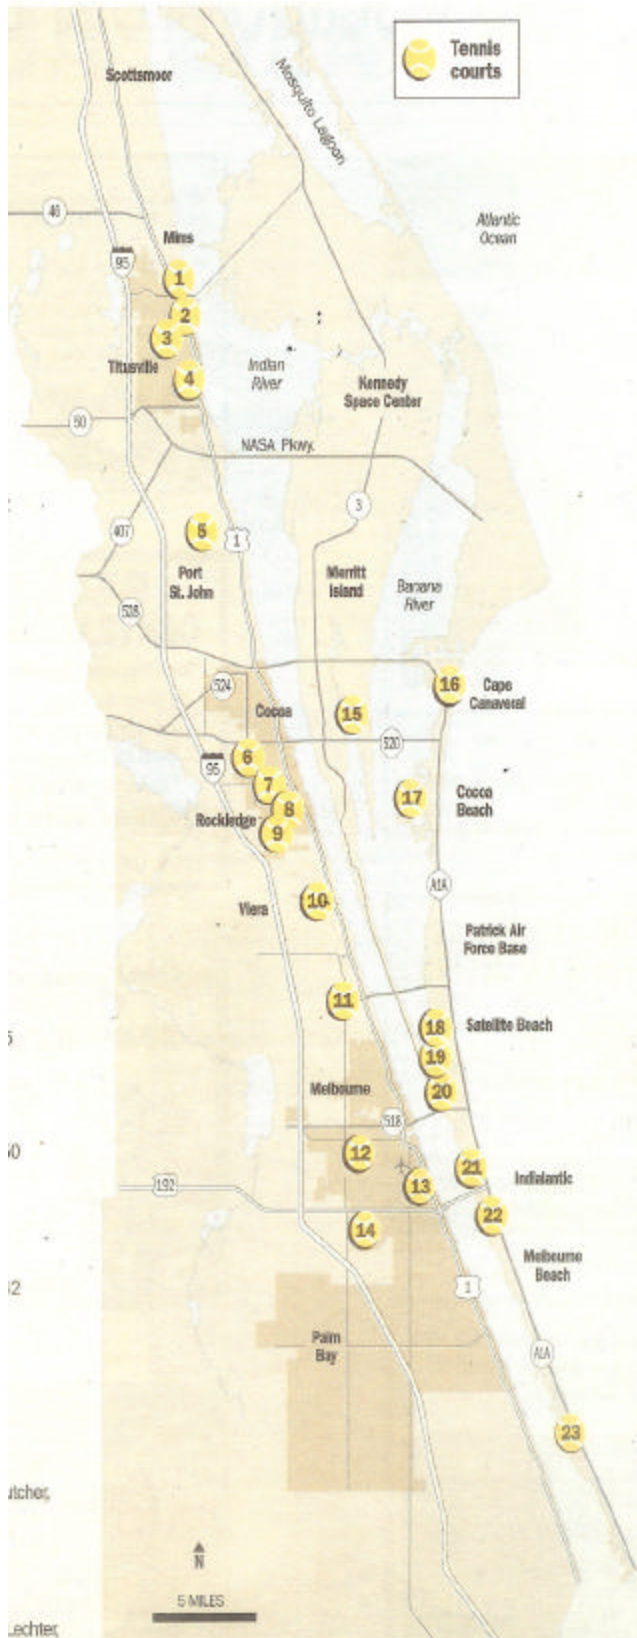 Tennis
courts
Scottsmoor
Mosquito Lagoon
46
Atlantic
Ocean
Mims
95
1
2
3
Titusville
4
Indian
River
Kennedy
Space Center
50
NASA Pkwy.
3
407
5
1
Port
St. John
Merritt
Island
Banana
River
528
524
16
Cape
Canaveral
Cocoa
15
520
6
95
7
17
Cocoa
Beach
8
Rockledge
9
A1A
10
Viera
Patrick Air
Force Base
11
18
Satellite Beach
19
Melbourne
20
518
12
21
13
Indialantic
192
22
14
Melbourne
Beach
1
Palm
Bay
A1A
23
utcher,
N
5 MILES
Lechter,